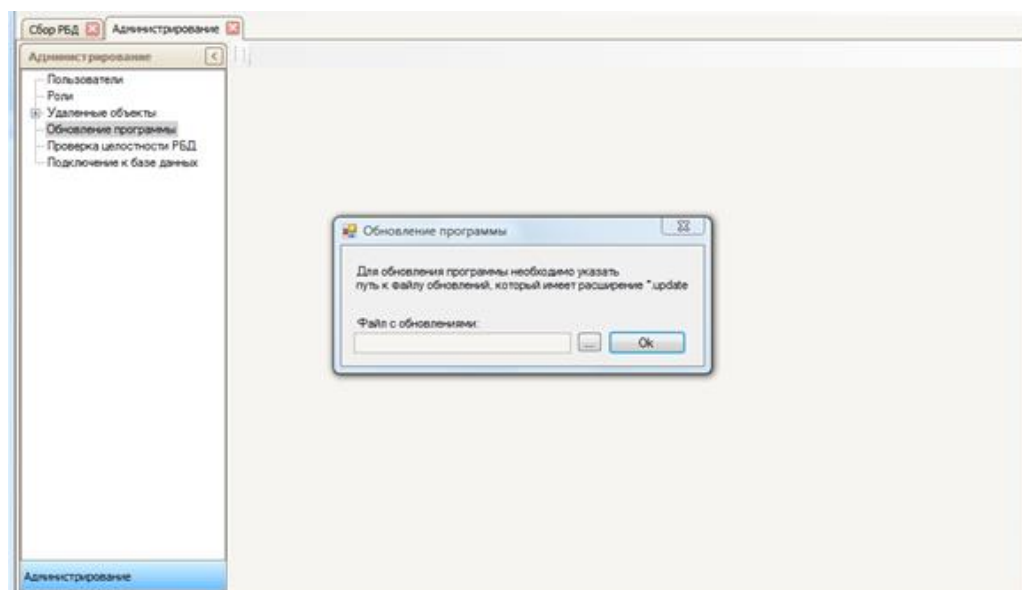 Сбор РБД Администрирование
Администрирование
Пользователи
Роли
Удаленные объекты
Обновление программы
Проверка целостности РБД
Подключение к базе данных
Обновление программы
Для обновления программы необходимо указать
путь к файлу обновлений, который имеет расширение *.update
Файл с обновлениями:
... Ok
Администрирование